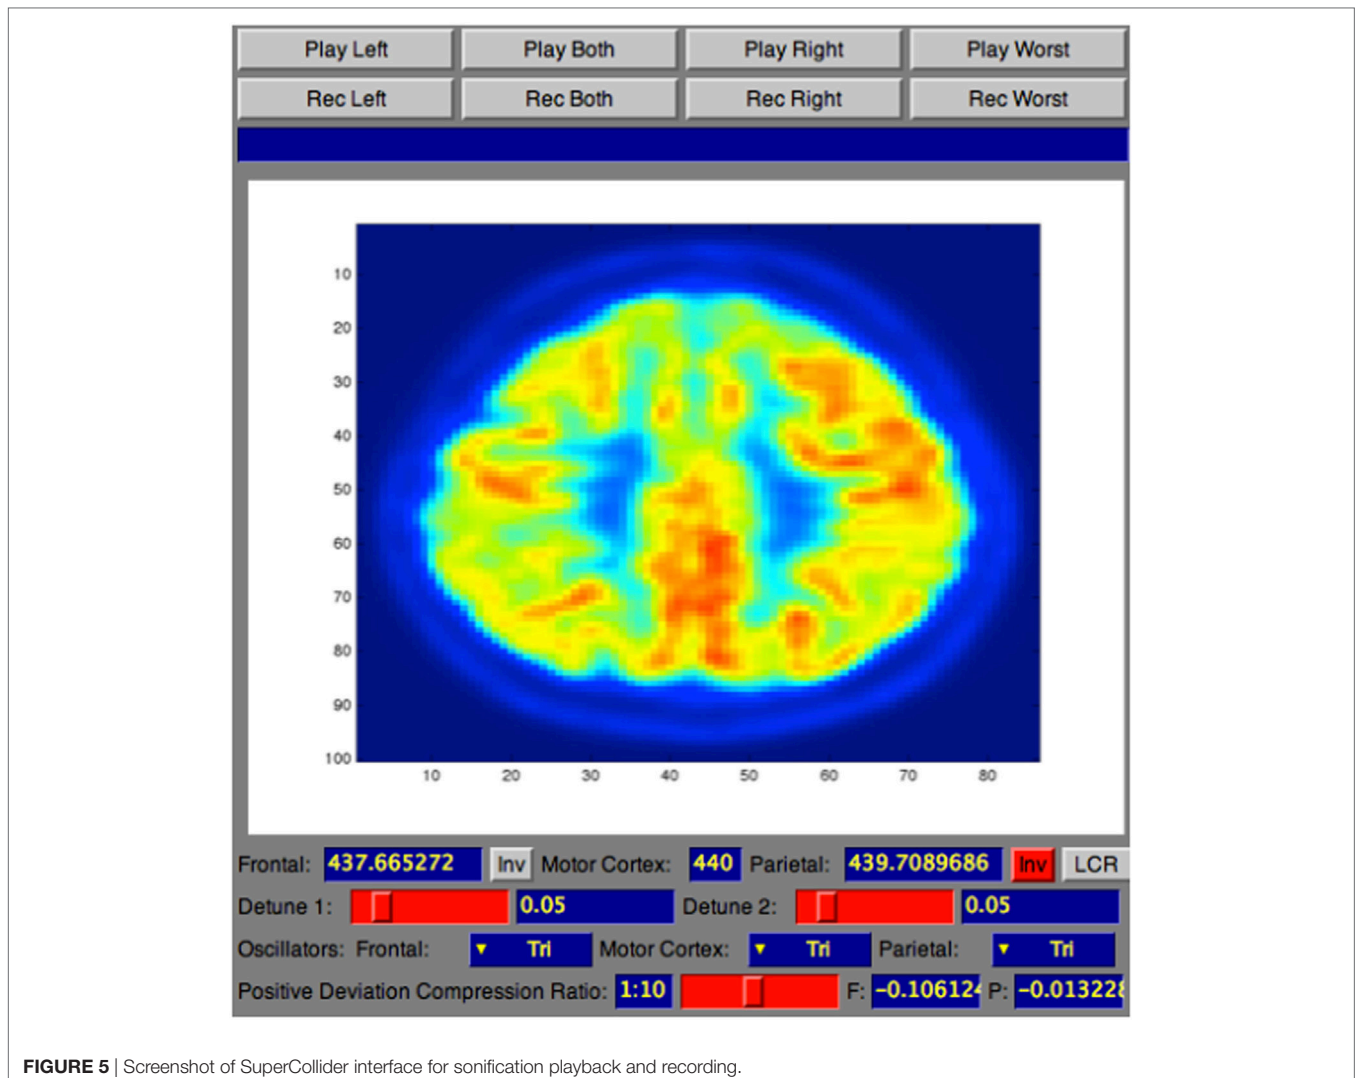 Play Left Play Both Play Right Play Worst
Rec Left Rec Both Rec Right Rec Worst
10
20
30
40
50
60
70
80
90
100
10 20 30 40 50 60 70 80
Frontal: 437.665272 Inv Motor Cortex: 440 Parietal: 439.7089686 Inv LCR
Detune 1: 0.05 Detune 2: 0.05
Oscillators: Frontal: ▼ Tri Motor Cortex: ▼ Tri Parietal: ▼ Tri
Positive Deviation Compression Ratio: 1:10 F: −0.106124 P: −0.013228
FIGURE 5 | Screenshot of SuperCollider interface for sonification playback and recording.